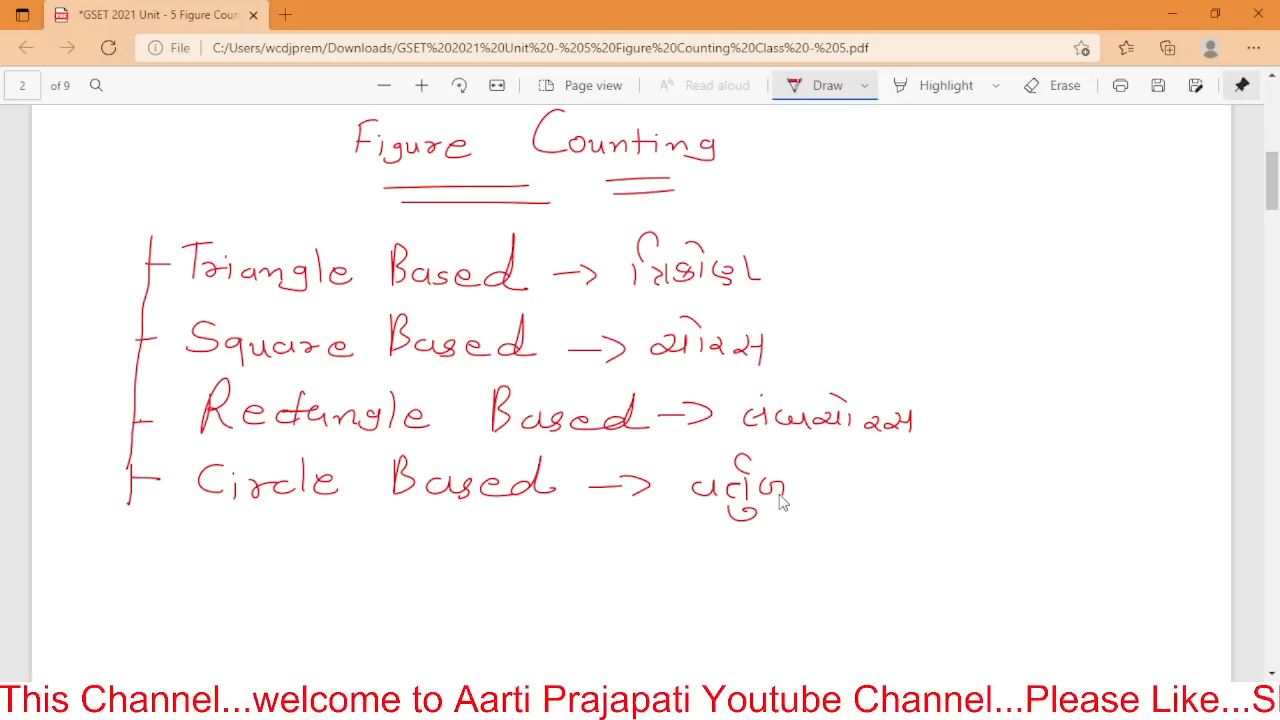 *GSET 2021 Unit - 5 Figure Coun
File C:/Users/wcdjprem/Downloads/GSET%202021%20Unit%20-%205%20Figure%20Counting%20Class%20-%205.pdf
2 of 9 Page view Read aloud Draw Highlight Erase
Figure Counting
Triangle Based → ત્રિકોણ
Square Based → ચોરસ
Rectangle Based → લંબચોરસ
Circle Based → વર્તુળ
This Channel...welcome to Aarti Prajapati Youtube Channel...Please Like...S